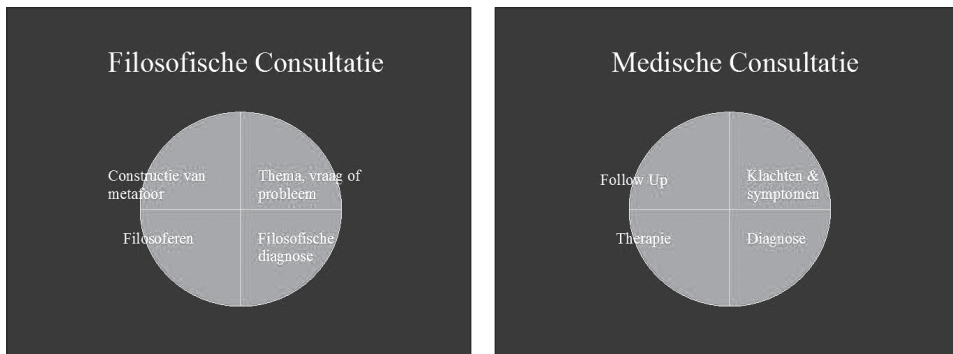 Filosofische Consultatie
Constructie van
metafoor
Thema, vraag of
probleem
Filosoferen
Filosofische
diagnose
Medische Consultatie
Follow Up
Klachten &
symptomen
Therapie
Diagnose